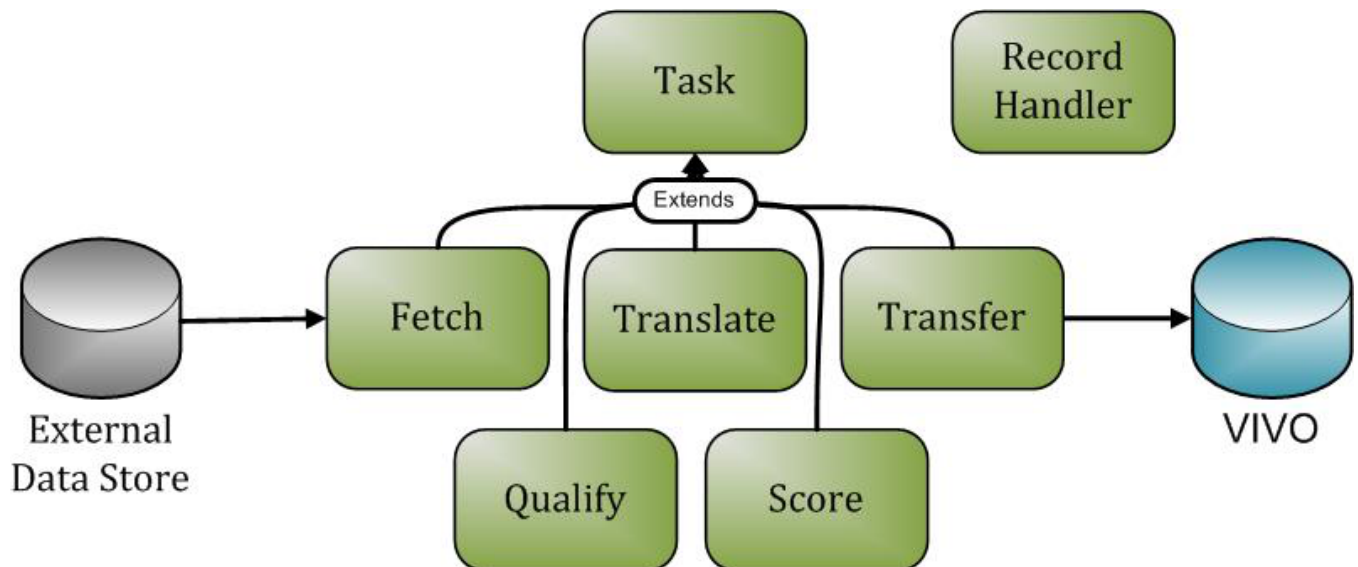 Task
Record
Handler
Extends
Fetch
Translate
Transfer
External
Data Store
VIVO
Qualify
Score